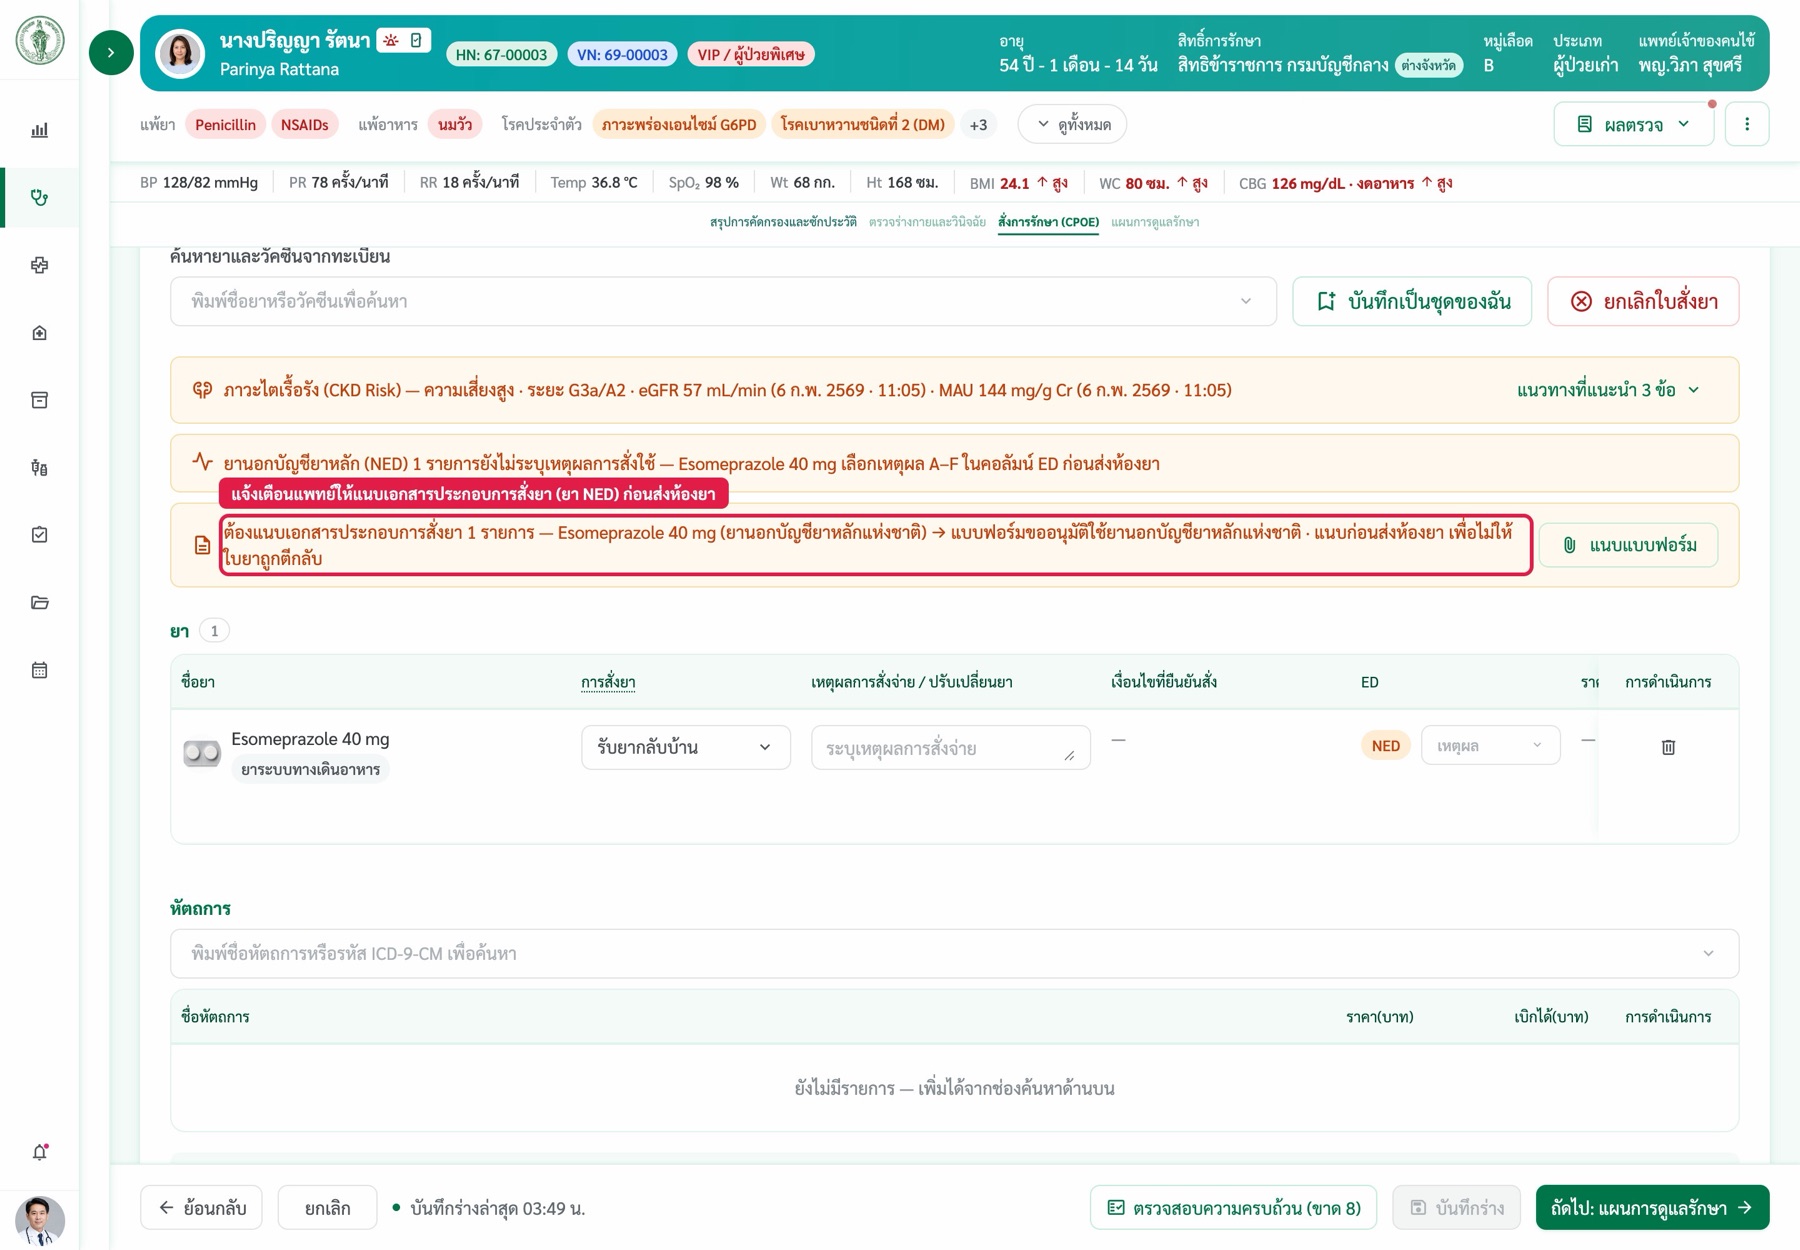 นางปริญญา รัตนา
Parinya Rattana
HN: 67-00003
VN: 69-00003
VIP / ผู้ป่วยพิเศษ
อายุ
54 ปี - 1 เดือน - 14 วัน
สิทธิ์การรักษา
สิทธิข้าราชการ กรมบัญชีกลาง ต่างจังหวัด
หมู่เลือด
B
ประเภท
ผู้ป่วยเก่า
แพทย์เจ้าของคนไข้
พญ.วิภา สุขศรี
แพ้ยา Penicillin NSAIDs แพ้อาหาร นมวัว โรคประจำตัว ภาวะพร่องเอนไซม์ G6PD โรคเบาหวานชนิดที่ 2 (DM) +3 ดูทั้งหมด
ผลตรวจ
BP 128/82 mmHg PR 78 ครั้ง/นาที RR 18 ครั้ง/นาที Temp 36.8 °C SpO₂ 98 % Wt 68 กก. Ht 168 ซม. BMI 24.1 ↑ สูง WC 80 ซม. ↑ สูง CBG 126 mg/dL · งดอาหาร ↑ สูง
สรุปการคัดกรองและซักประวัติ ตรวจร่างกายและวินิจฉัย สั่งการรักษา (CPOE) แผนการดูแลรักษา
ค้นหายาและวัคซีนจากทะเบียน
พิมพ์ชื่อยาหรือวัคซีนเพื่อค้นหา
บันทึกเป็นชุดของฉัน
ยกเลิกใบสั่งยา
ภาวะไตเรื้อรัง (CKD Risk) — ความเสี่ยงสูง · ระยะ G3a/A2 · eGFR 57 mL/min (6 ก.พ. 2569 · 11:05) · MAU 144 mg/g Cr (6 ก.พ. 2569 · 11:05)
แนวทางที่แนะนำ 3 ข้อ
ยานอกบัญชียาหลัก (NED) 1 รายการยังไม่ระบุเหตุผลการสั่งใช้ — Esomeprazole 40 mg เลือกเหตุผล A–F ในคอลัมน์ ED ก่อนส่งห้องยา
แจ้งเตือนแพทย์ให้แนบเอกสารประกอบการสั่งยา (ยา NED) ก่อนส่งห้องยา
ต้องแนบเอกสารประกอบการสั่งยา 1 รายการ — Esomeprazole 40 mg (ยานอกบัญชียาหลักแห่งชาติ) → แบบฟอร์มขออนุมัติใช้ยานอกบัญชียาหลักแห่งชาติ · แนบก่อนส่งห้องยา เพื่อไม่ให้
ใบยาถูกตีกลับ
แนบแบบฟอร์ม
ยา 1
ชื่อยา การสั่งยา เหตุผลการสั่งจ่าย / ปรับเปลี่ยนยา เงื่อนไขที่ยืนยันสั่ง ED การดำเนินการ
Esomeprazole 40 mg
ยาระบบทางเดินอาหาร
รับยากลับบ้าน
ระบุเหตุผลการสั่งจ่าย
—
NED
เหตุผล
—
หัตถการ
พิมพ์ชื่อหัตถการหรือรหัส ICD-9-CM เพื่อค้นหา
ชื่อหัตถการ ราคา(บาท) เบิกได้(บาท) การดำเนินการ
ยังไม่มีรายการ — เพิ่มได้จากช่องค้นหาด้านบน
← ย้อนกลับ
ยกเลิก
บันทึกร่างล่าสุด 03:49 น.
ตรวจสอบความครบถ้วน (ขาด 8)
บันทึกร่าง
ถัดไป: แผนการดูแลรักษา →